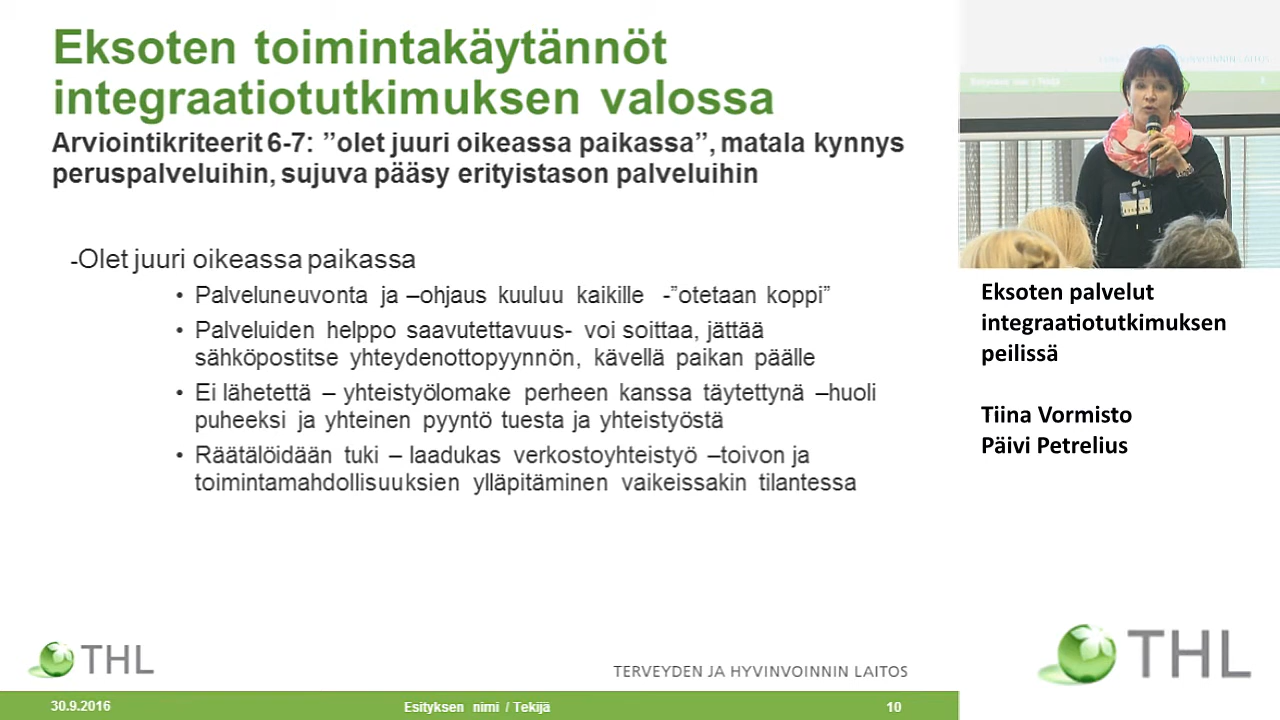 Eksoten toimintakäytännöt
integraatiotutkimuksen valossa
Arviointikriteerit 6-7: ”olet juuri oikeassa paikassa”, matala kynnys
peruspalveluihin, sujuva pääsy erityistason palveluihin
-Olet juuri oikeassa paikassa
• Palveluneuvonta ja –ohjaus kuuluu kaikille -”otetaan koppi”
• Palveluiden helppo saavutettavuus- voi soittaa, jättää
sähköpostitse yhteydenottopyynnön, kävellä paikan päälle
• Ei lähetettä – yhteistyölomake perheen kanssa täytettynä –huoli
puheeksi ja yhteinen pyyntö tuesta ja yhteistyöstä
• Räätälöidään tuki – laadukas verkostoyhteistyö –toivon ja
toimintamahdollisuuksien ylläpitäminen vaikeissakin tilantessa
THL
TERVEYDEN JA HYVINVOINNIN LAITOS
30.9.2016
Esityksen nimi / Tekijä
10
Eksoten palvelut
integraatiotutkimuksen
peilissä
Tiina Vormisto
Päivi Petrelius
THL